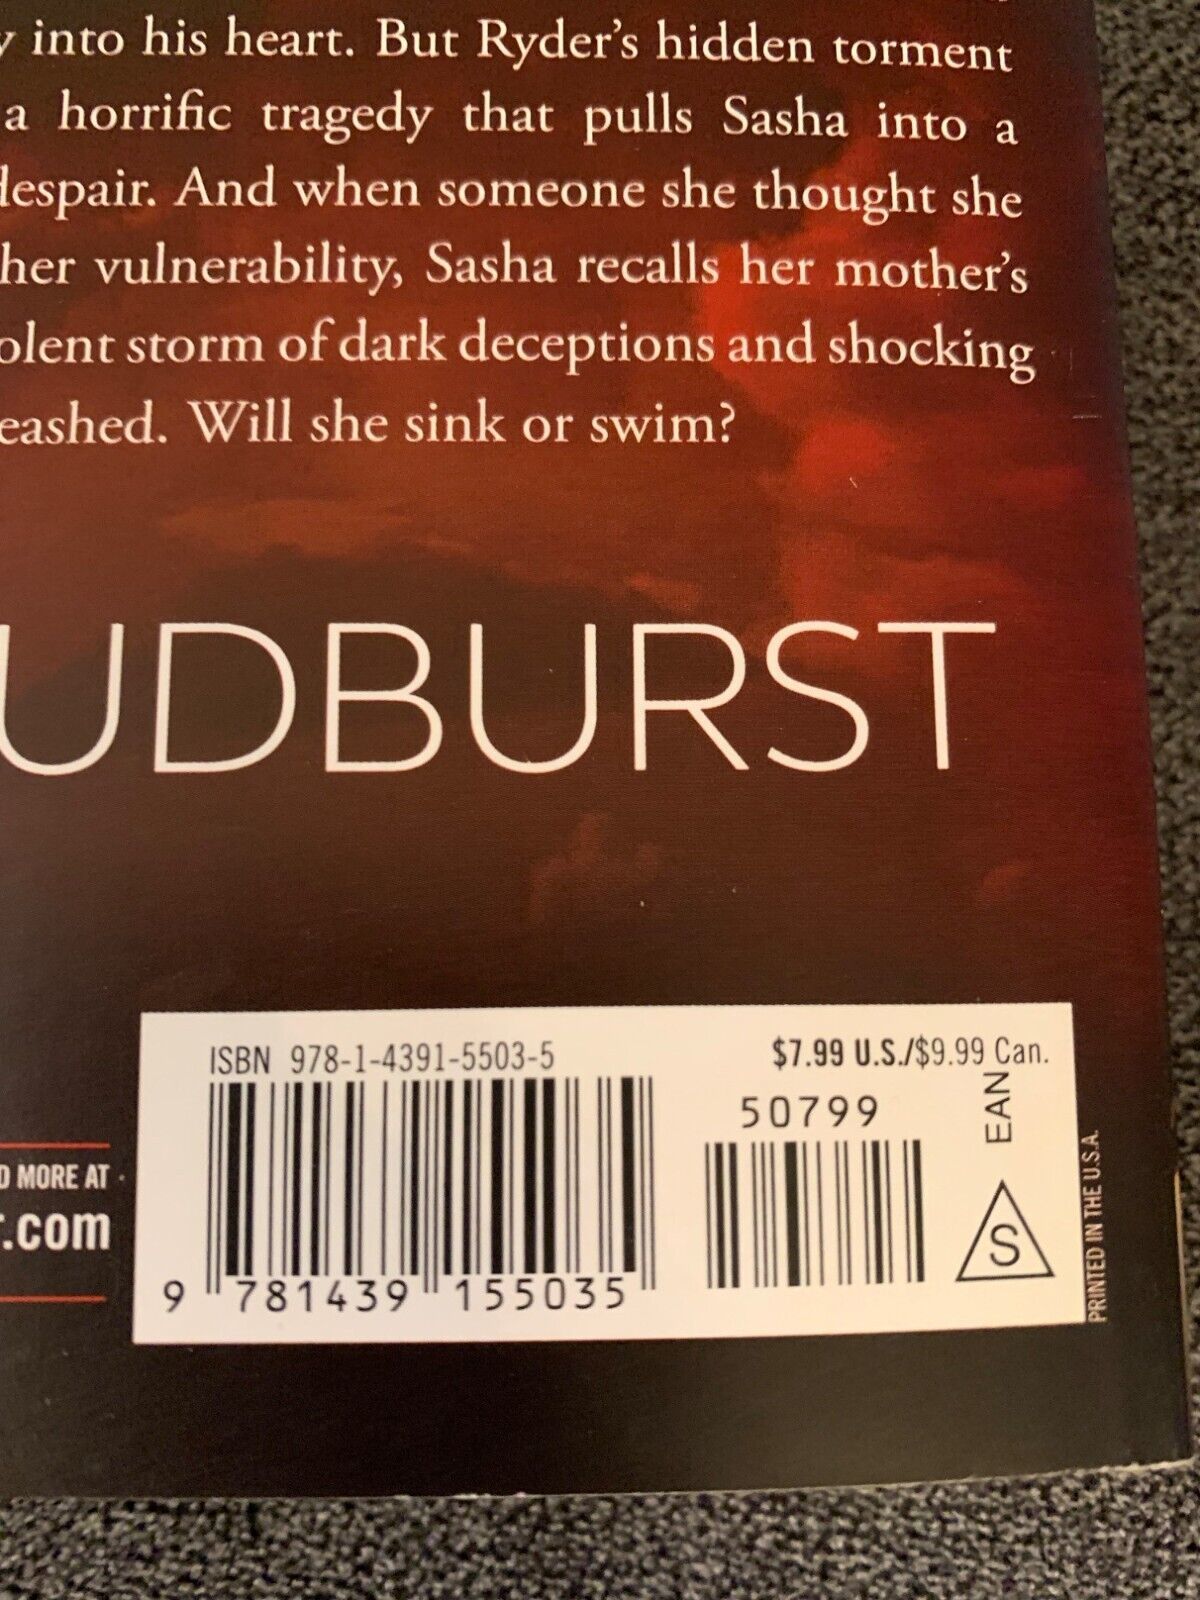 into his heart. But Ryder's hidden torment
a horrific tragedy that pulls Sasha into a
despair. And when someone she thought she
her vulnerability, Sasha recalls her mother's
olent storm of dark deceptions and shocking
eashed. Will she sink or swim?
UDBURST
ISBN 978-1-4391-5503-5
$7.99 U.S./$9.99 Can.
50799
EAN
MORE AT
.com
9 781439 155035
S
PRINTED IN THE U.S.A.